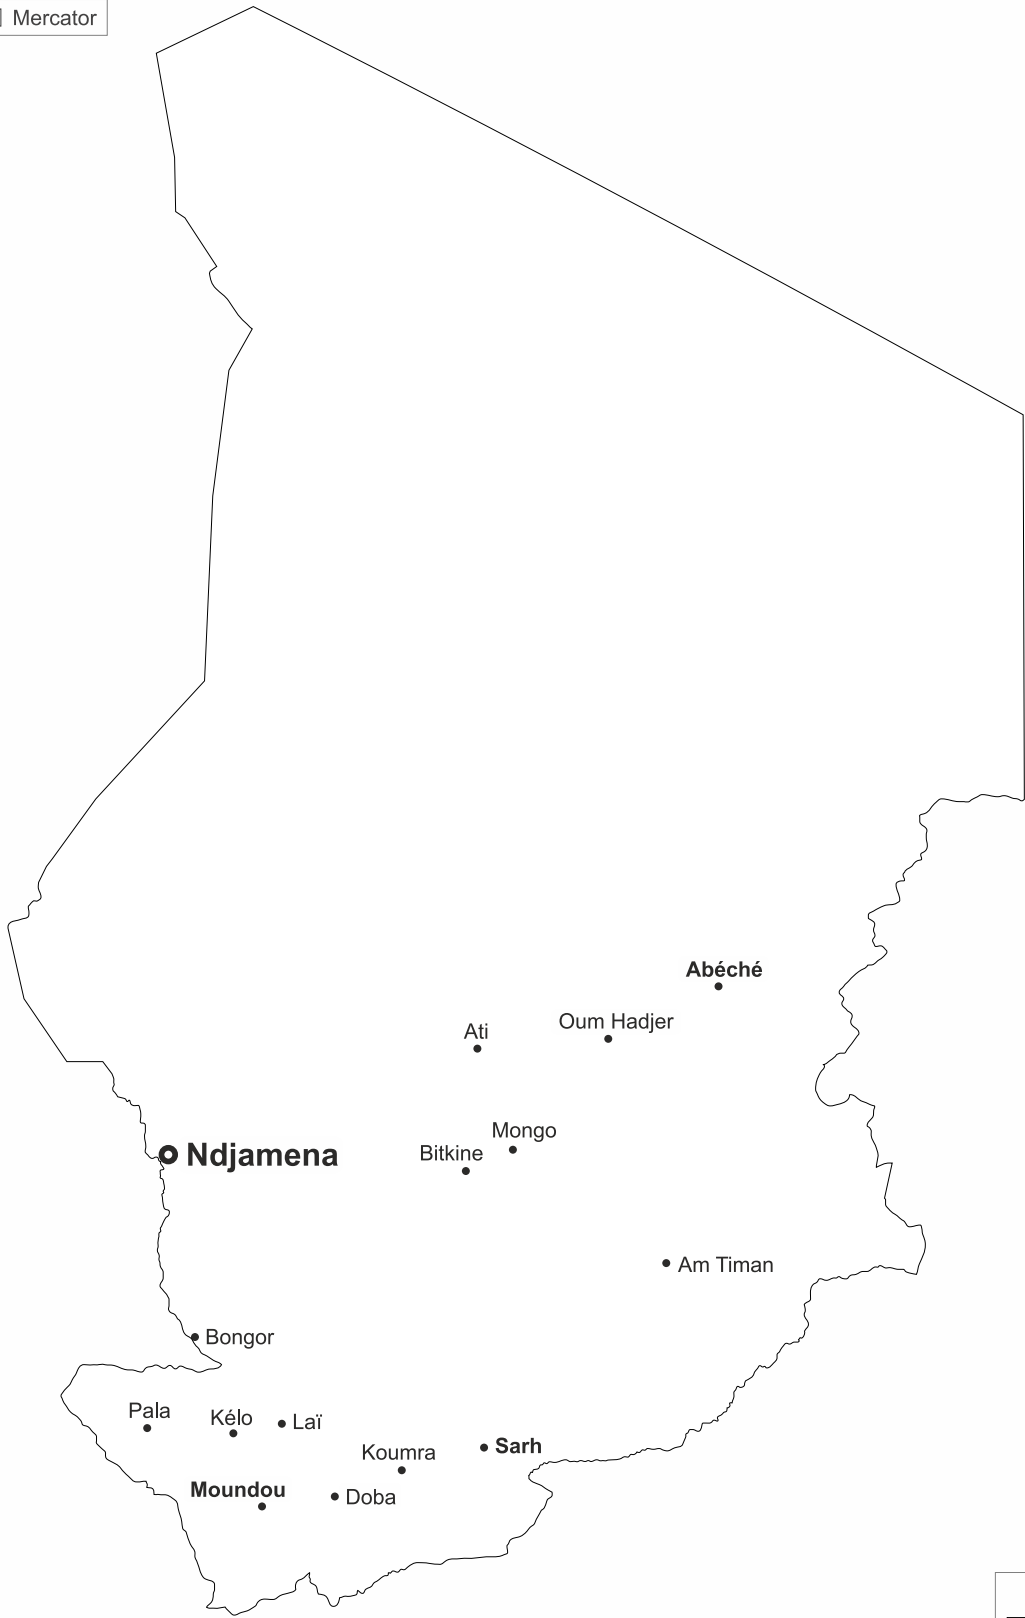 Mercator
Abéché
Oum Hadjer
Ati
Mongo
Bitkine
Ndjamena
Am Timan
Bongor
Pala
Kélo
Laï
Sarh
Koumra
Moundou
Doba